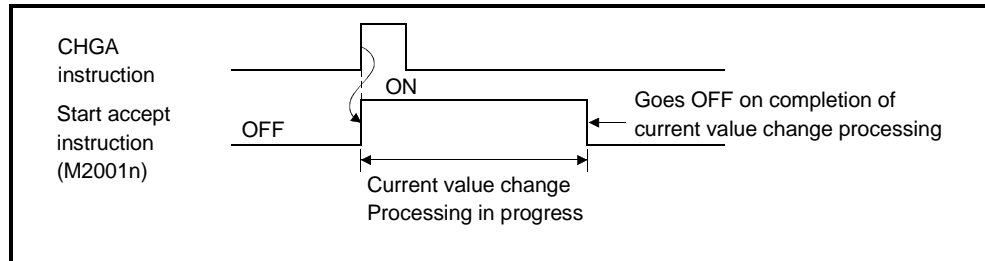 CHGA
instruction
ON
Start accept
instruction
(M2001n)
OFF
Goes OFF on completion of
current value change processing
Current value change
Processing in progress